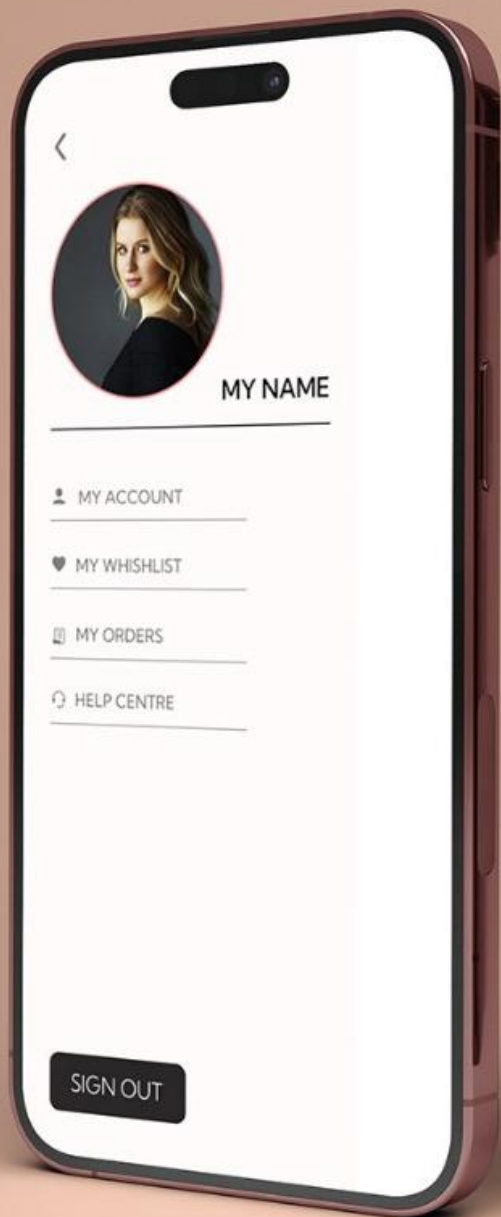 MY NAME
MY ACCOUNT
MY WHISHLIST
MY ORDERS
HELP CENTRE
SIGN OUT